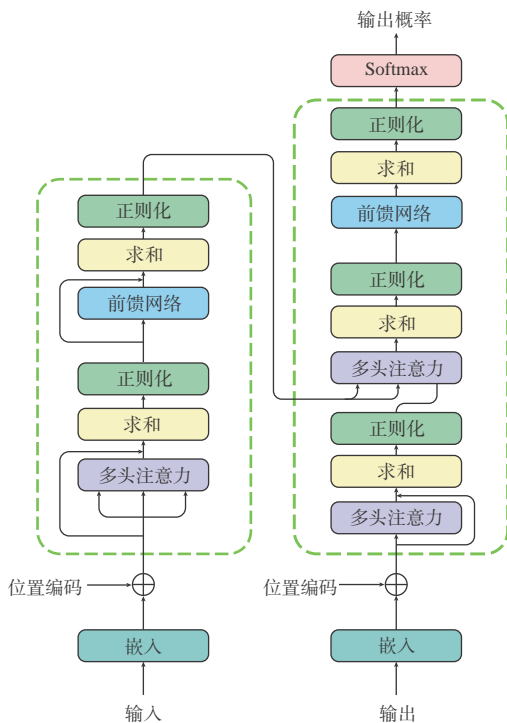 输出概率
Softmax
正则化
求和
前馈网络
正则化
求和
多头注意力
正则化
求和
多头注意力
位置编码
嵌入
输出
正则化
求和
前馈网络
正则化
求和
多头注意力
位置编码
嵌入
输入